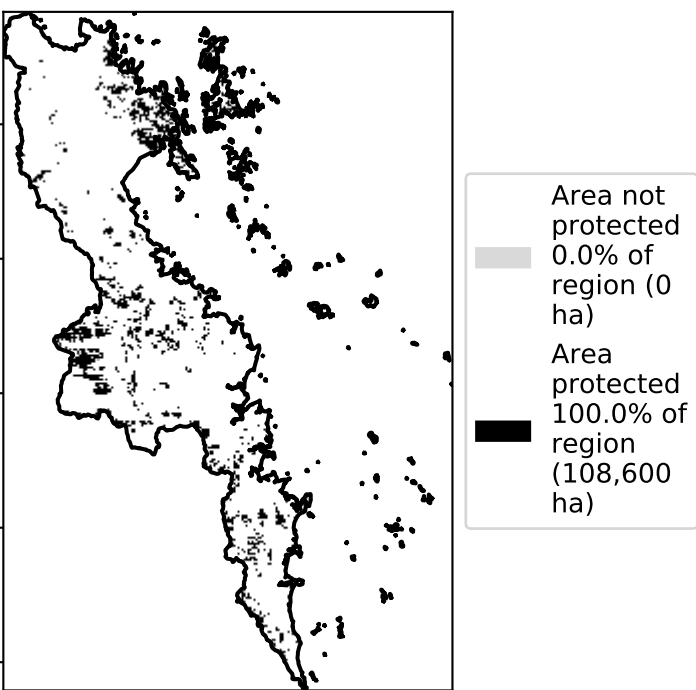 Area not
protected
0.0% of
region (0
ha)
Area
protected
100.0% of
region
(108,600
ha)